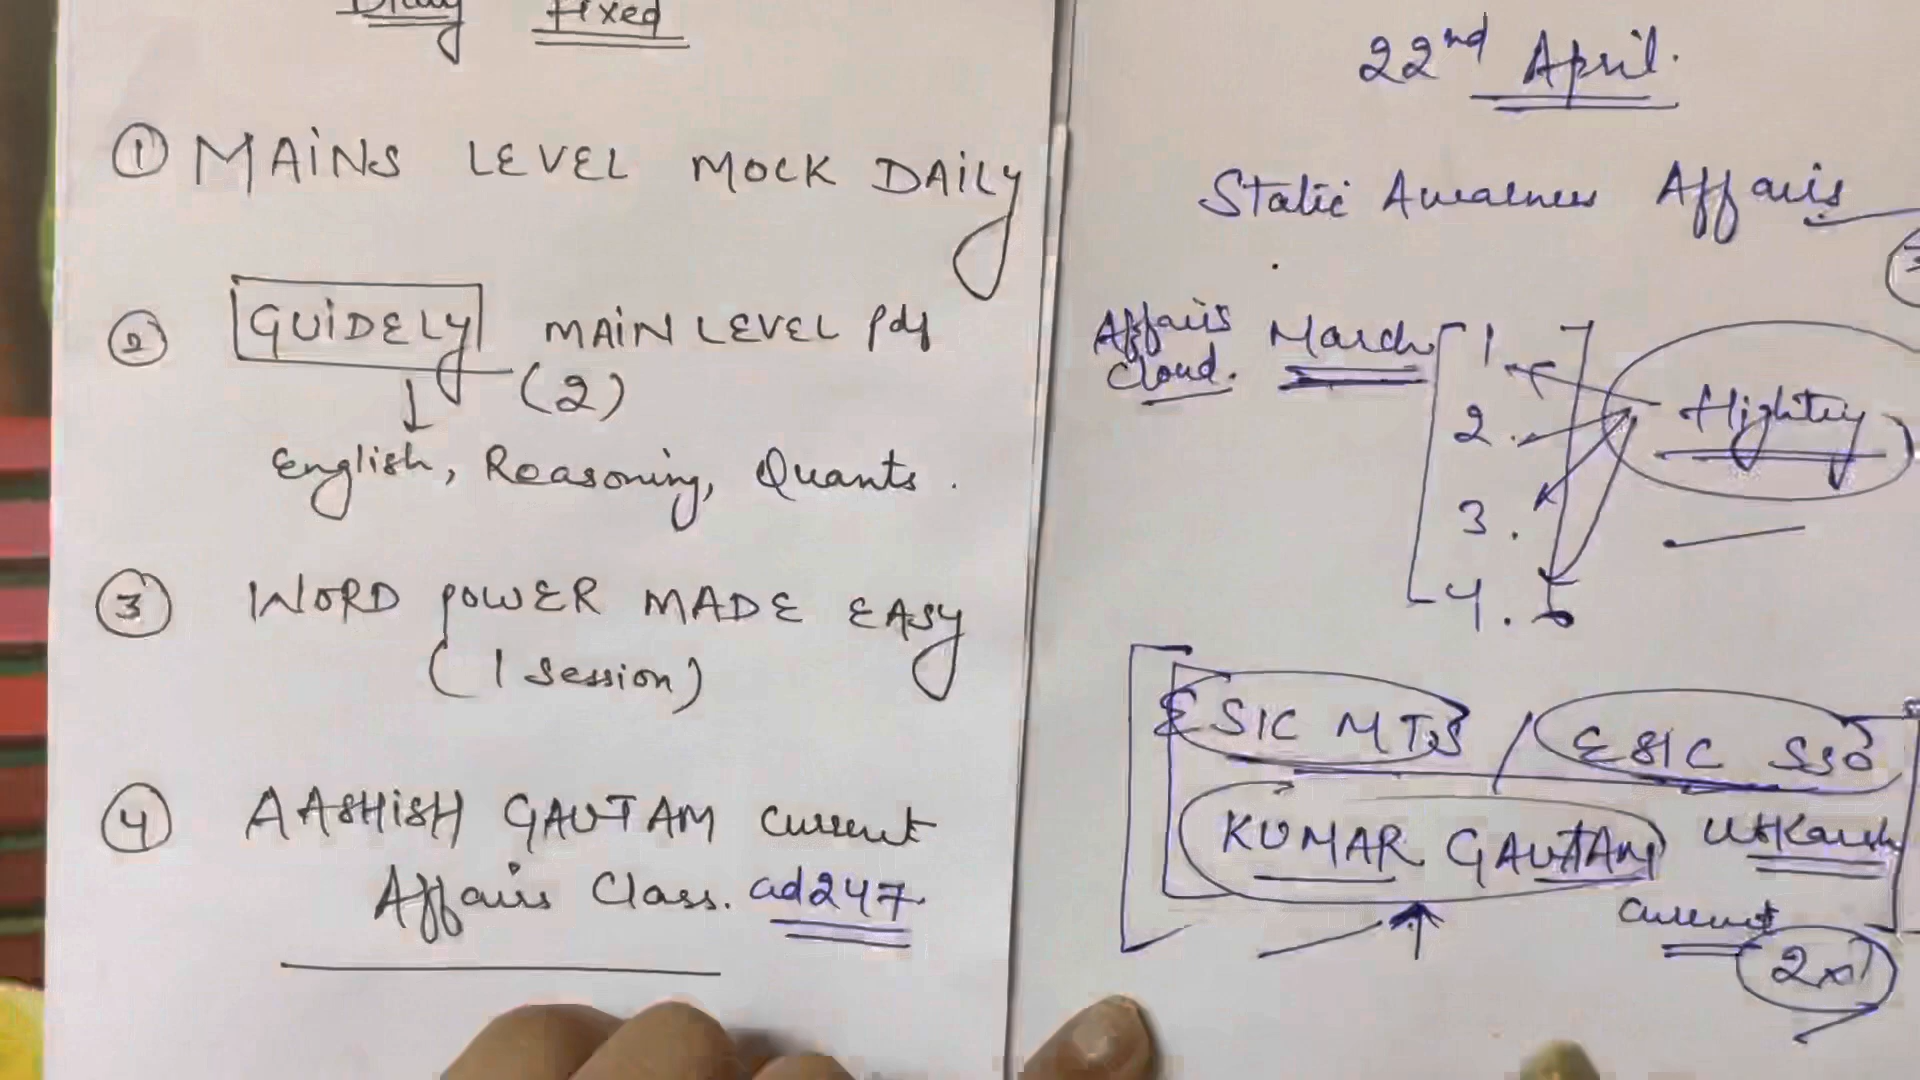 Fixed
① MAINS LEVEL MOCK DAILY
② GUIDELY MAIN LEVEL Pdf
(2)
English, Reasoning, Quants.
③ WORD POWER MADE EASY
(1 Session)
④ AASHISH GAUTAM Current
Affairs Class. ad247.
22nd April.
Static Awareness Affairs
Affairs Cloud. March
1
2.
3.
4.
ESIC MTS / ESIC SSO
KUMAR GAUTAM Utkarsh
Current
2x